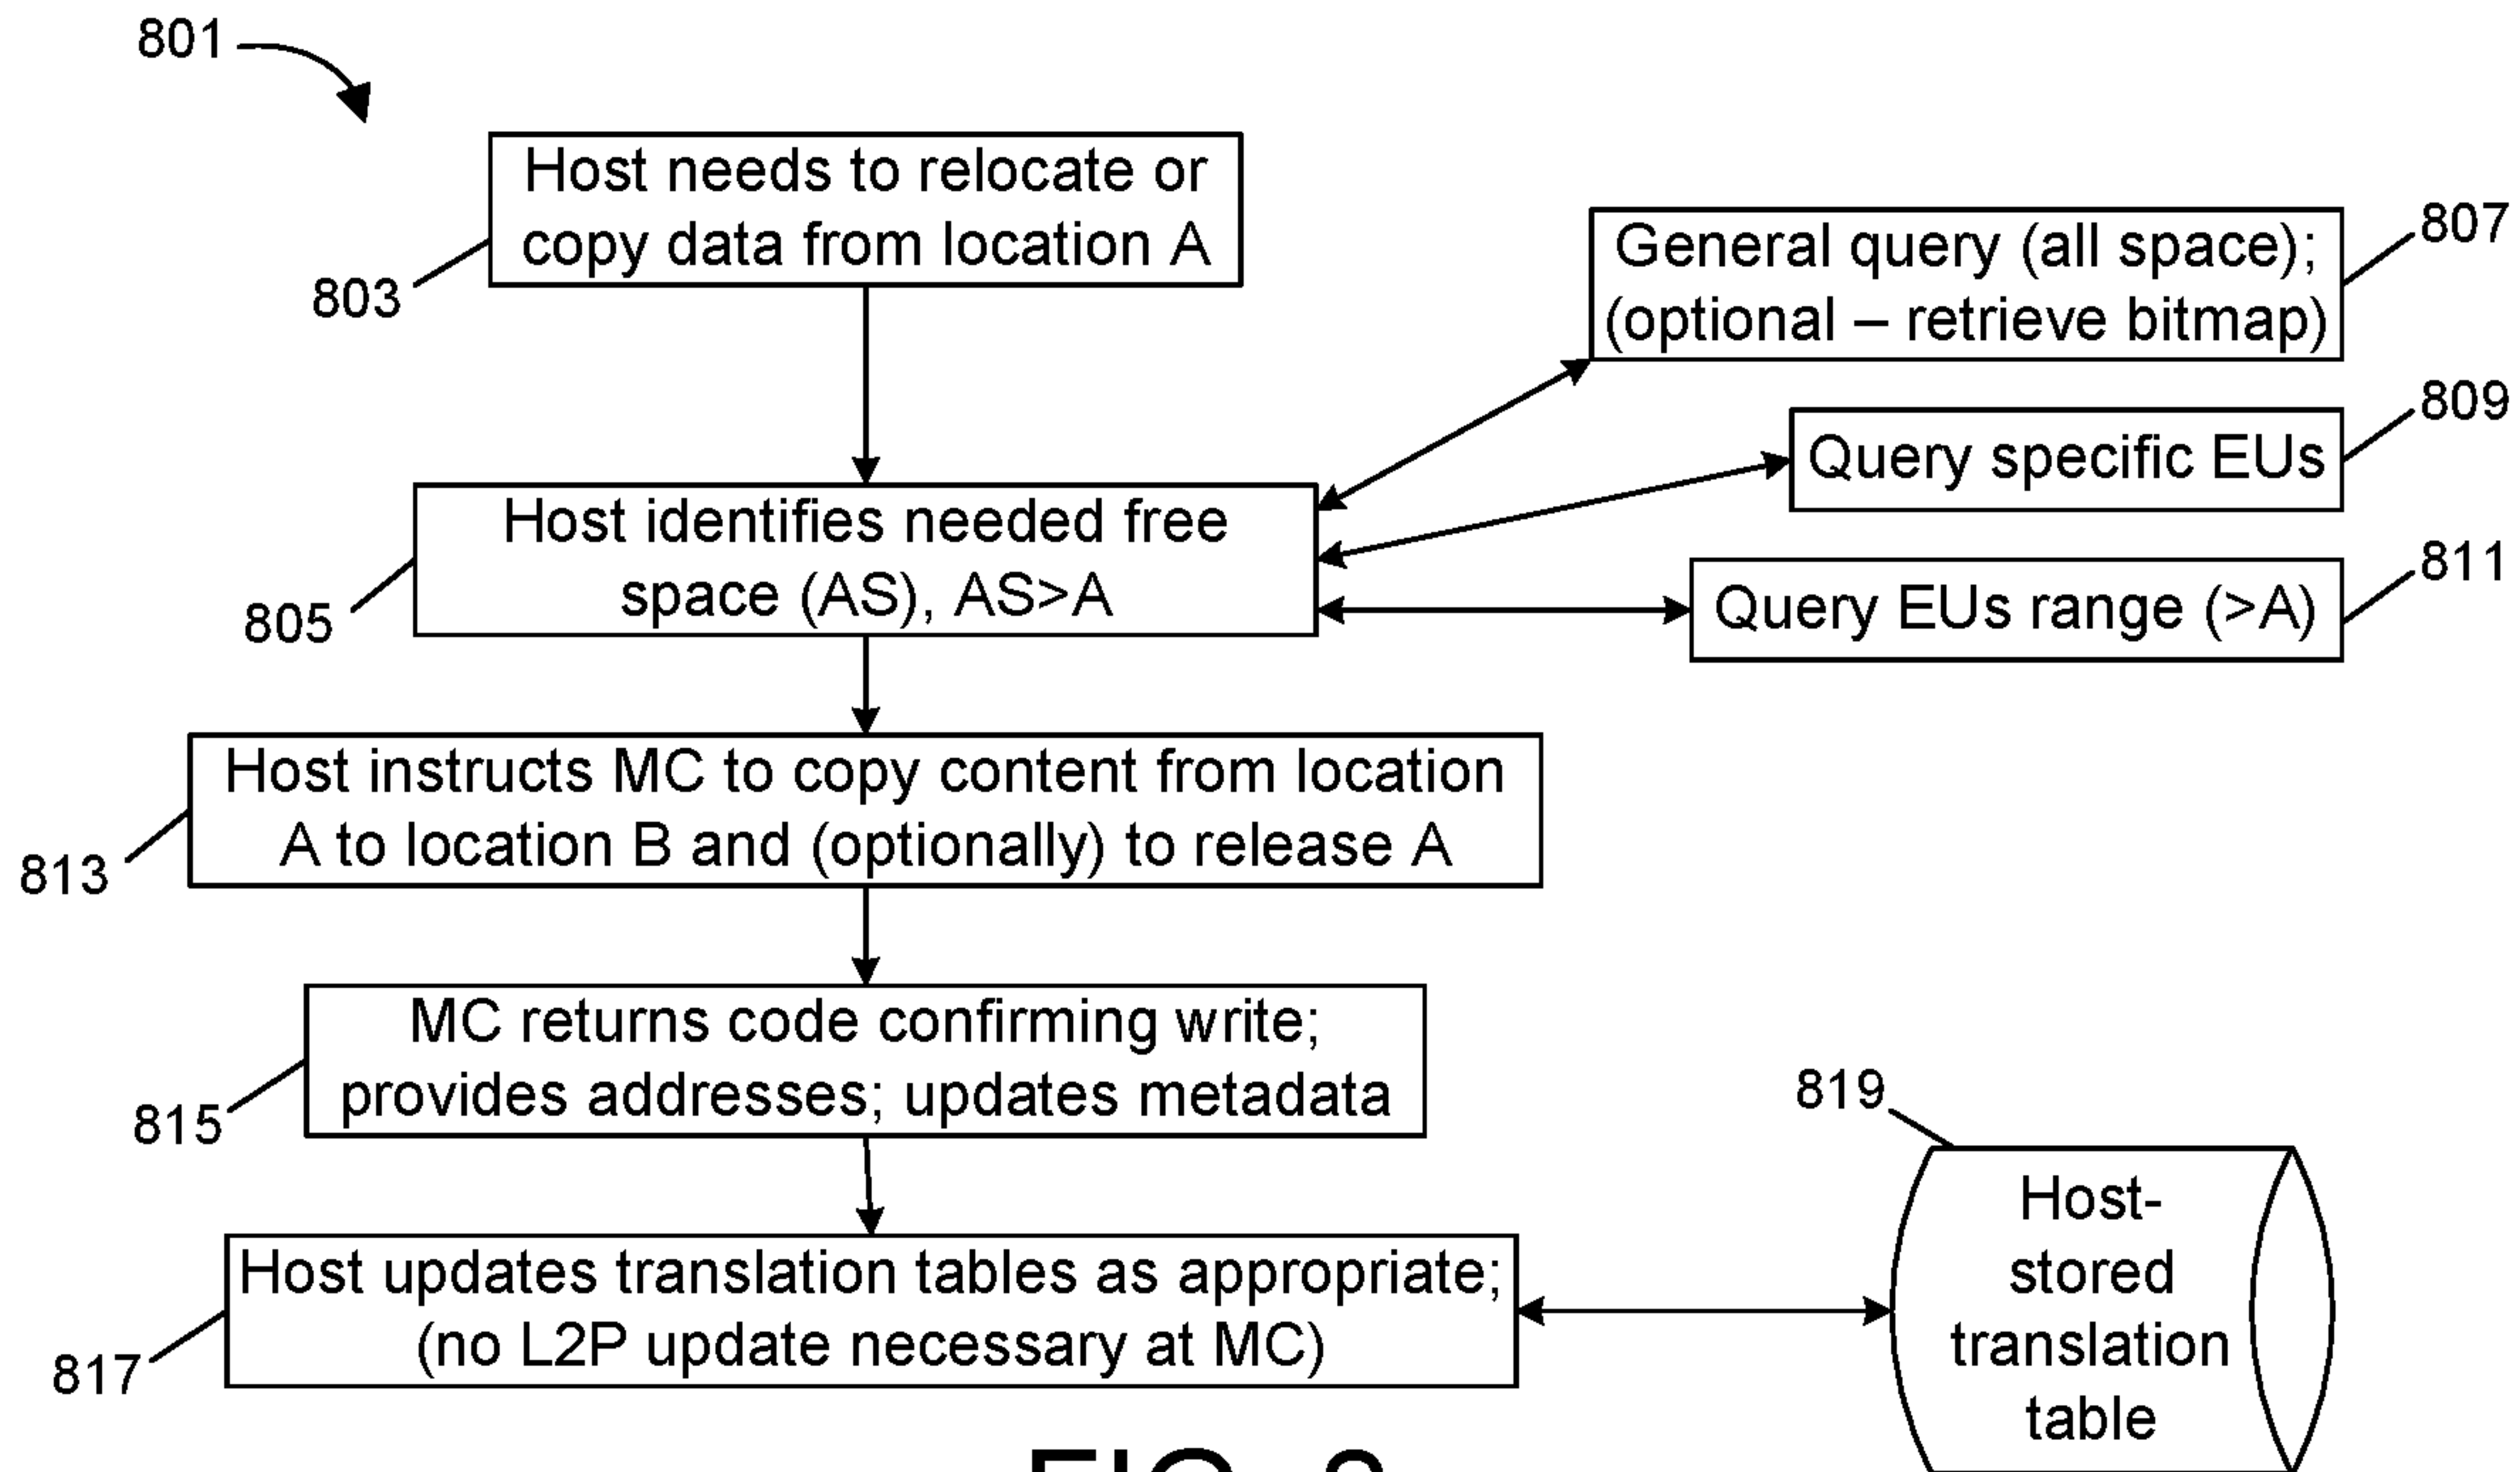 801
Host needs to relocate or
copy data from location A
803
General query (all space);
(optional – retrieve bitmap)
807
Query specific EUs
809
Host identifies needed free
space (AS), AS>A
805
Query EUs range (>A)
811
Host instructs MC to copy content from location
A to location B and (optionally) to release A
813
MC returns code confirming write;
provides addresses; updates metadata
815
Host updates translation tables as appropriate;
(no L2P update necessary at MC)
817
819
Host-
stored
translation
table
FIG.